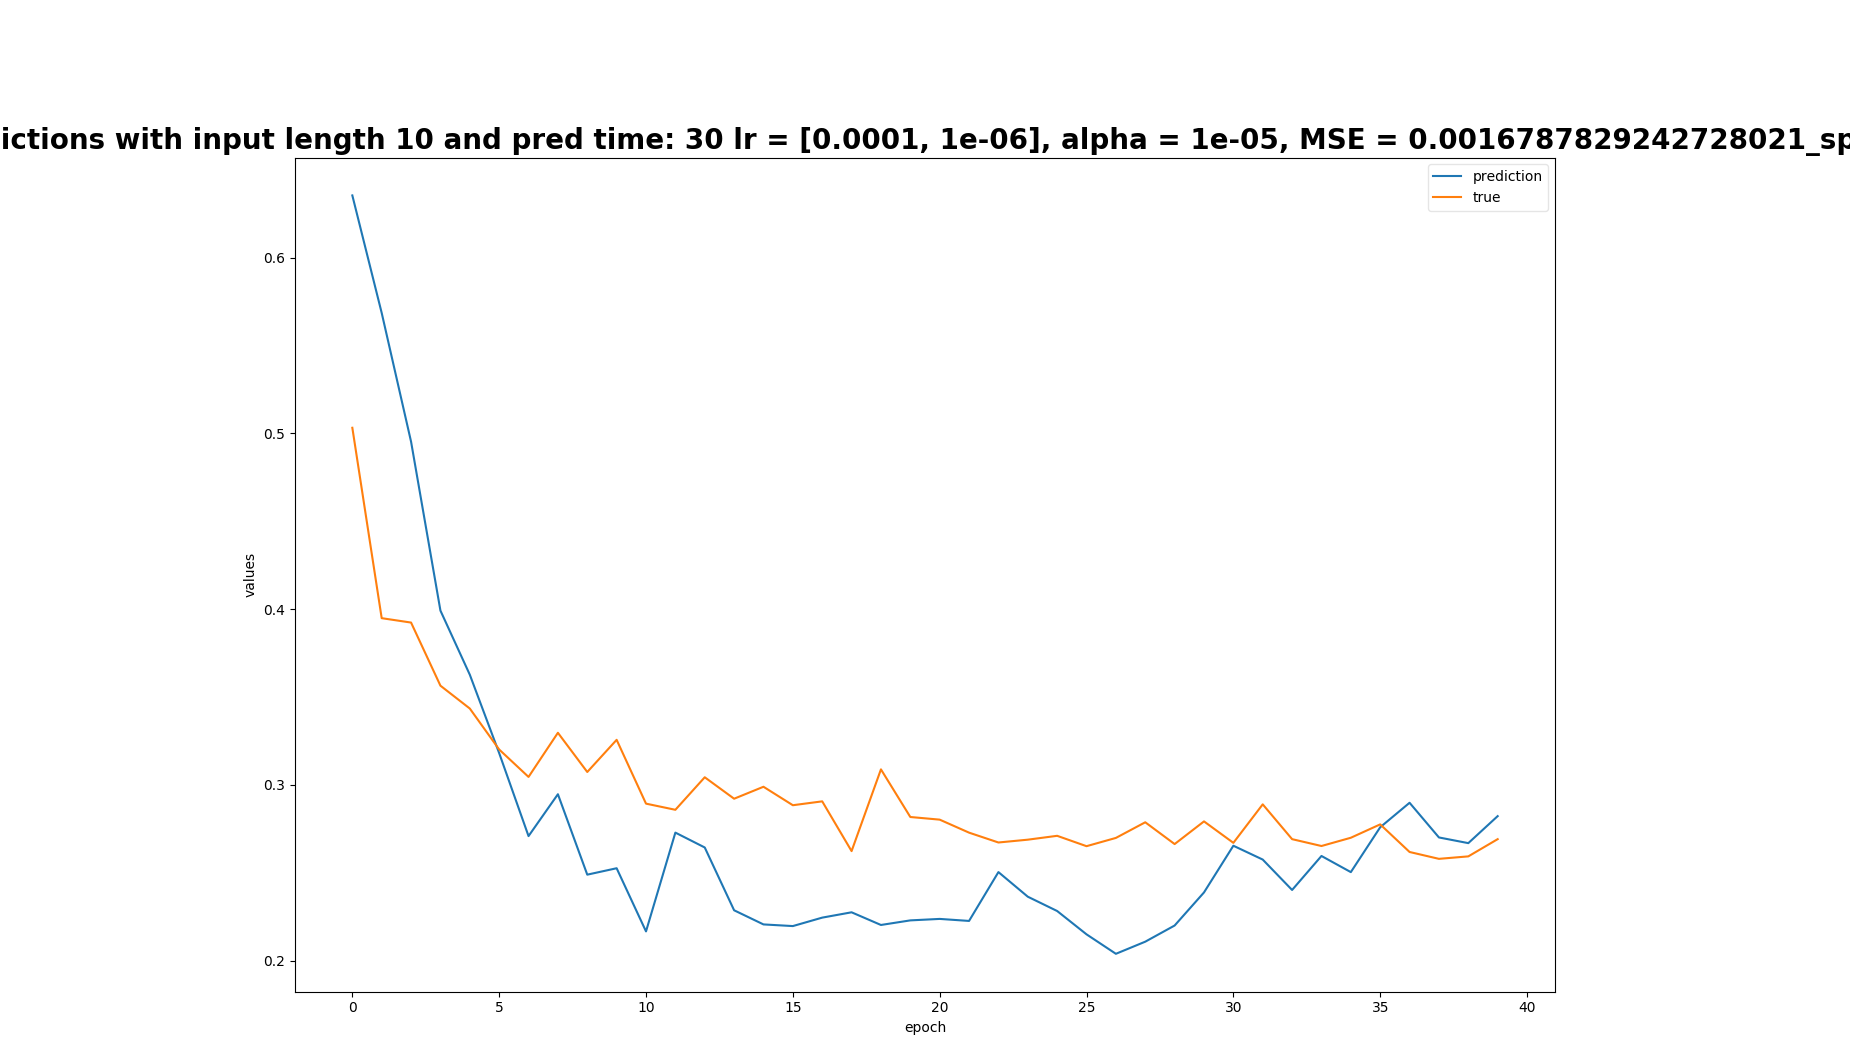 ictions with input length 10 and pred time: 30 lr = [0.0001, 1e-06], alpha = 1e-05, MSE = 0.0016787829242728021_sp
prediction
true
0.6
0.5
0.4
0.3
0.2
values
0 5 10 15 20 25 30 35 40
epoch